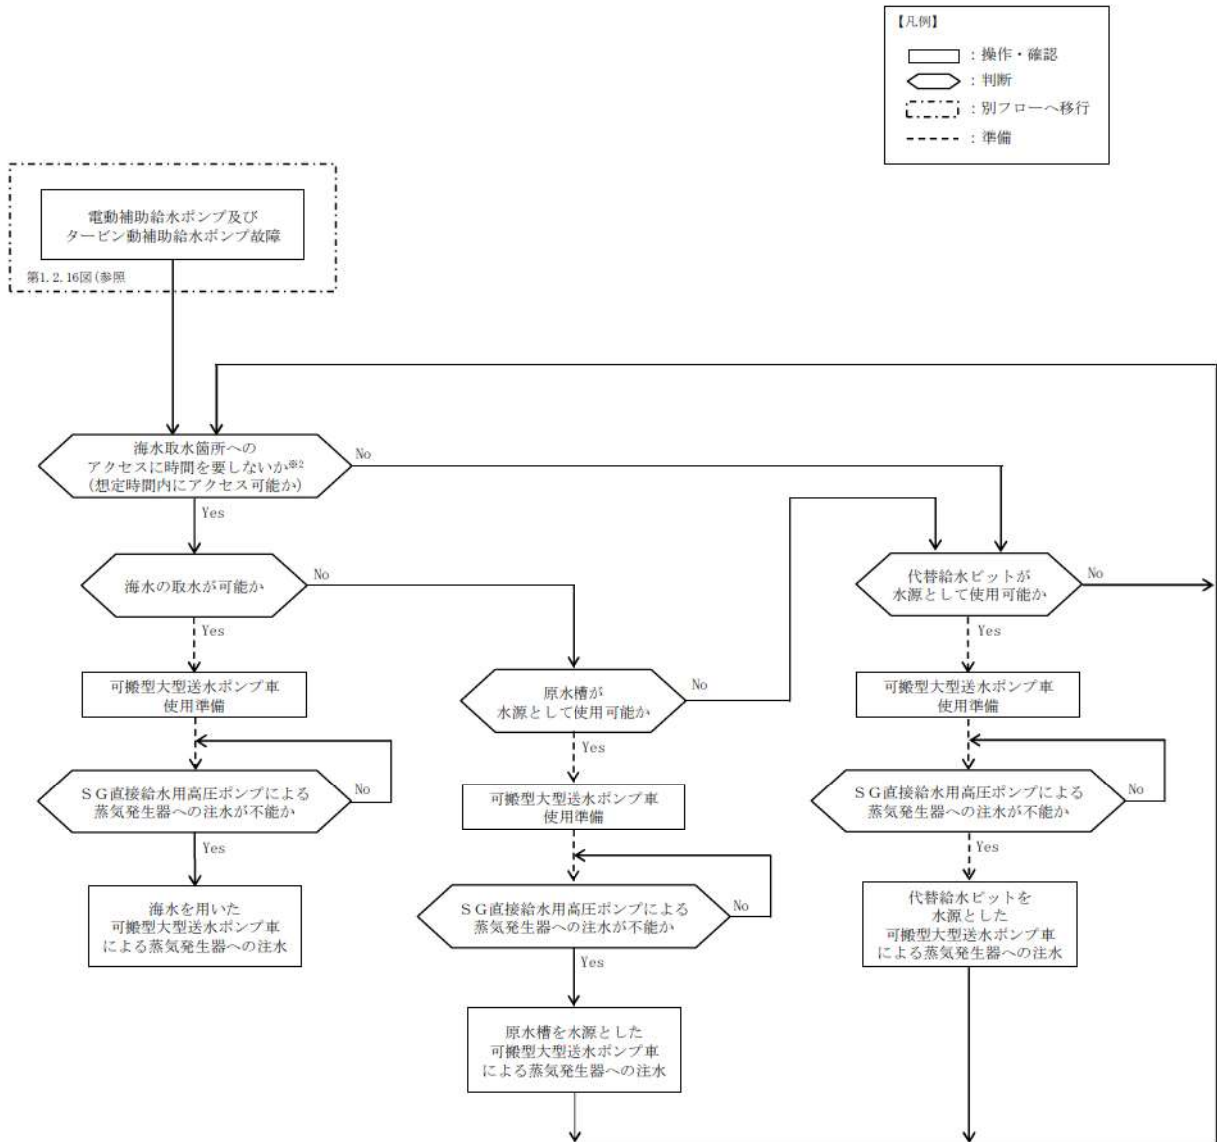 【凡例】
：操作・確認
：判断
：別フローへ移行
：準備
電動補助給水ポンプ及び
タービン動補助給水ポンプ故障
第1.2.16図(参照
海水取水箇所への
アクセスに時間を要しないか※2
(想定時間内にアクセス可能か)
No
Yes
海水の取水が可能か
No
Yes
可搬型大型送水ポンプ車
使用準備
SG直接給水用高圧ポンプによる
蒸気発生器への注水が不能か
No
Yes
海水を用いた
可搬型大型送水ポンプ車
による蒸気発生器への注水
原水槽が
水源として使用可能か
No
Yes
可搬型大型送水ポンプ車
使用準備
SG直接給水用高圧ポンプによる
蒸気発生器への注水が不能か
No
Yes
原水槽を水源とした
可搬型大型送水ポンプ車
による蒸気発生器への注水
代替給水ピットが
水源として使用可能か
No
Yes
可搬型大型送水ポンプ車
使用準備
SG直接給水用高圧ポンプによる
蒸気発生器への注水が不能か
No
Yes
代替給水ピットを
水源とした
可搬型大型送水ポンプ車
による蒸気発生器への注水